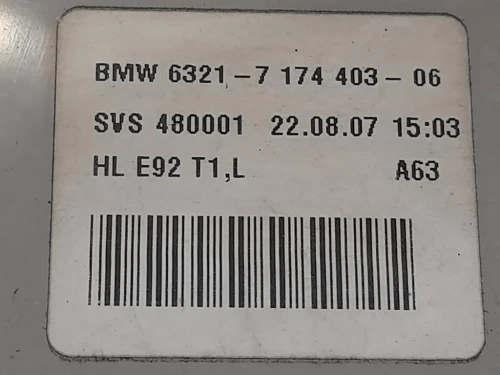 BMW 6321-7 174 403-06
SVS 480001 22.08.07 15:03
HL E92 T1,L A63